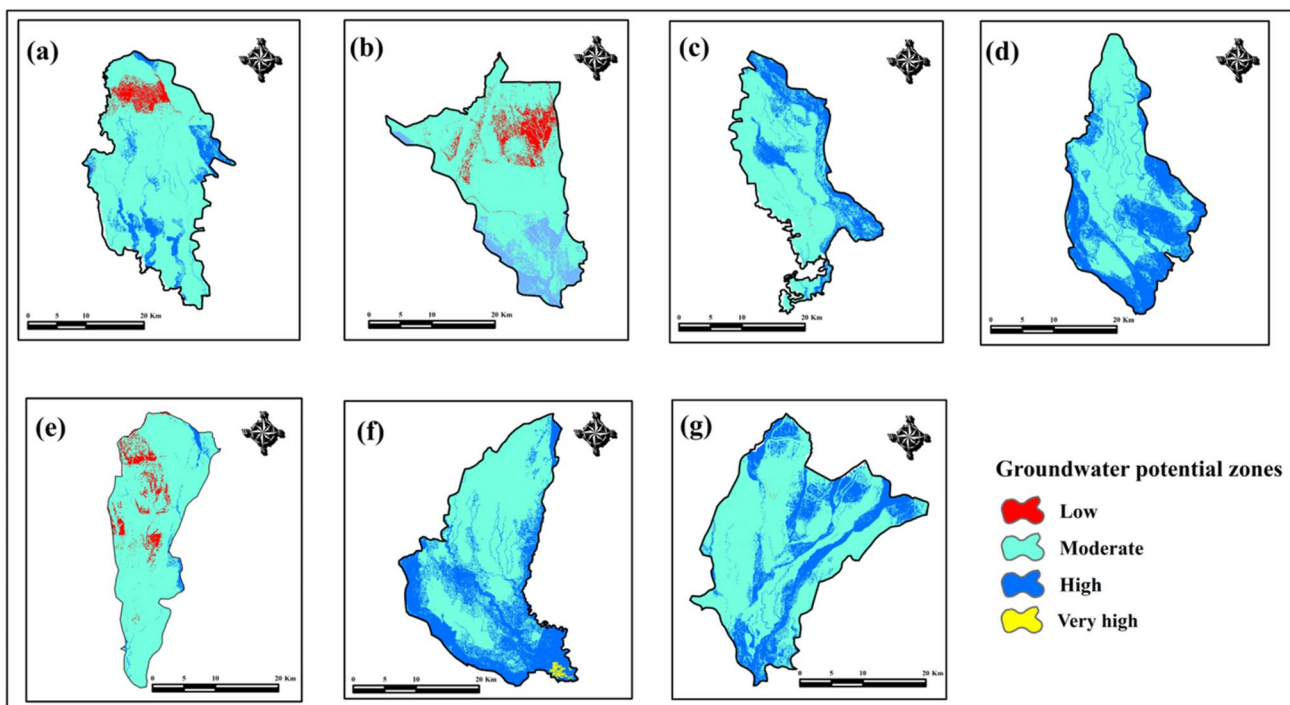 (a)
0 5 10 20 Km
(b)
0 5 10 20 Km
(c)
0 5 10 20 Km
(d)
0 5 10 20 Km
(e)
0 5 10 20 Km
(f)
0 5 10 20 Km
(g)
0 5 10 20 Km
Groundwater potential zones
Low
Moderate
High
Very high